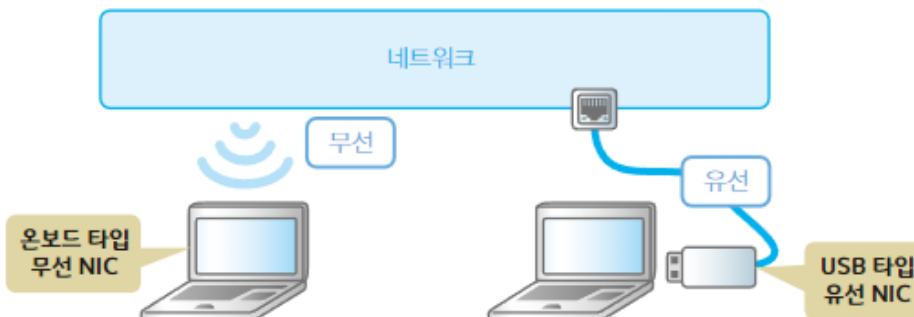 네트워크
무선
유선
온보드 타입
무선 NIC
USB 타입
유선 NIC